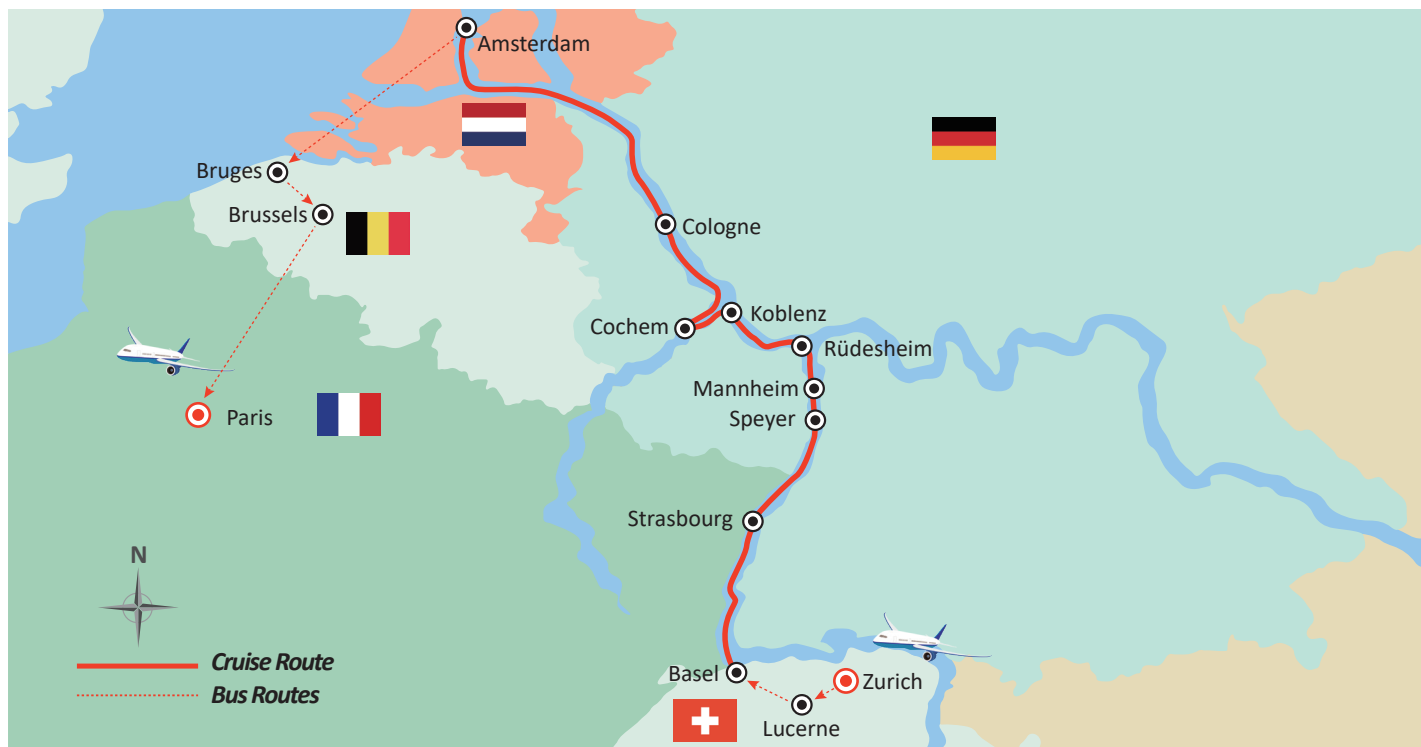 Amsterdam
Bruges
Brussels
Cologne
Koblenz
Cochem
Rüdesheim
Mannheim
Paris
Speyer
Strasbourg
N
Cruise Route
Basel
Zurich
Bus Routes
Lucerne